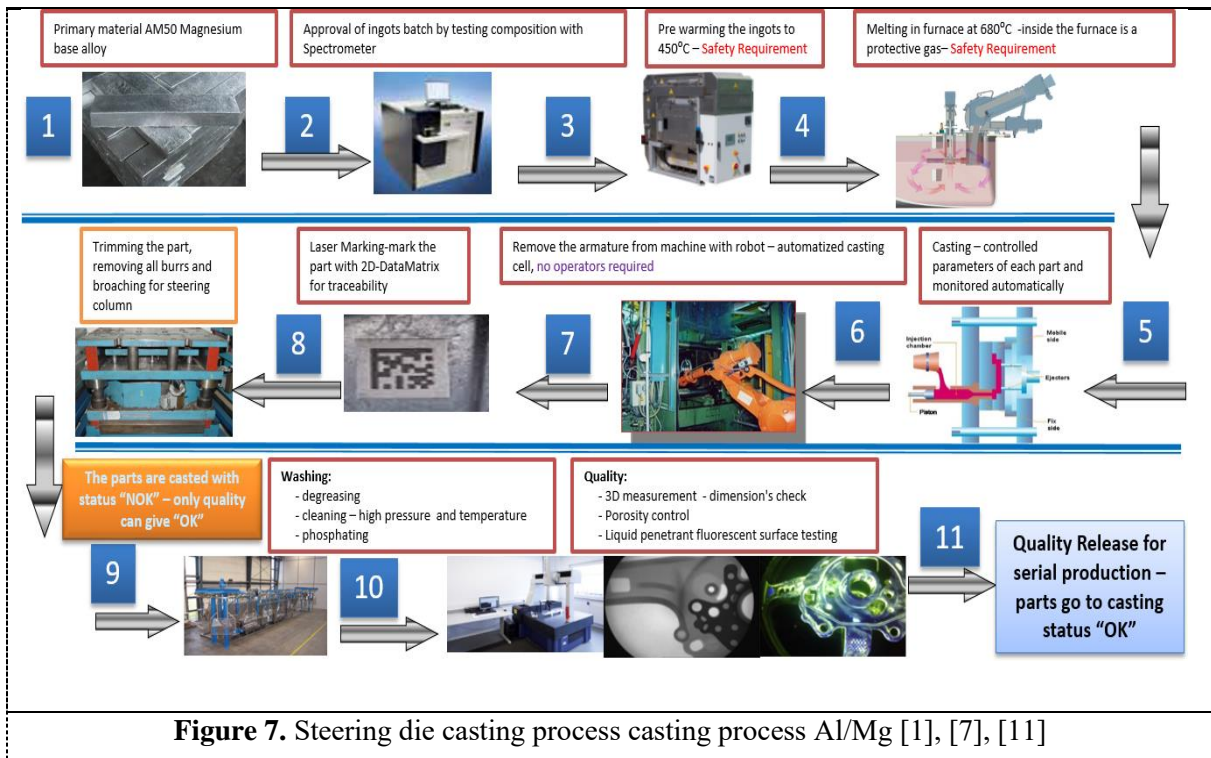 Primary material AM50 Magnesium
base alloy
Approval of ingots batch by testing composition with
Spectrometer
Pre warming the ingots to
450⁰C – Safety Requirement
Melting in furnace at 680⁰C -inside the furnace is a
protective gas– Safety Requirement
1
2
3
4
Trimming the part,
removing all burrs and
broaching for steering
column
Laser Marking-mark the
part with 2D-DataMatrix
for traceability
Remove the armature from machine with robot – automatized casting
cell, no operators required
Casting – controlled
parameters of each part and
monitored automatically
8
7
6
5
Injection
chamber
Mobile
side
Ejectors
Piston
Fix
side
The parts are casted with
status “NOK” – only quality
can give “OK”
Washing:
- degreasing
- cleaning – high pressure and temperature
- phosphating
Quality:
- 3D measurement - dimension's check
- Porosity control
- Liquid penetrant fluorescent surface testing
9
10
11
Quality Release for
serial production –
parts go to casting
status “OK”
Figure 7. Steering die casting process casting process Al/Mg [1], [7], [11]